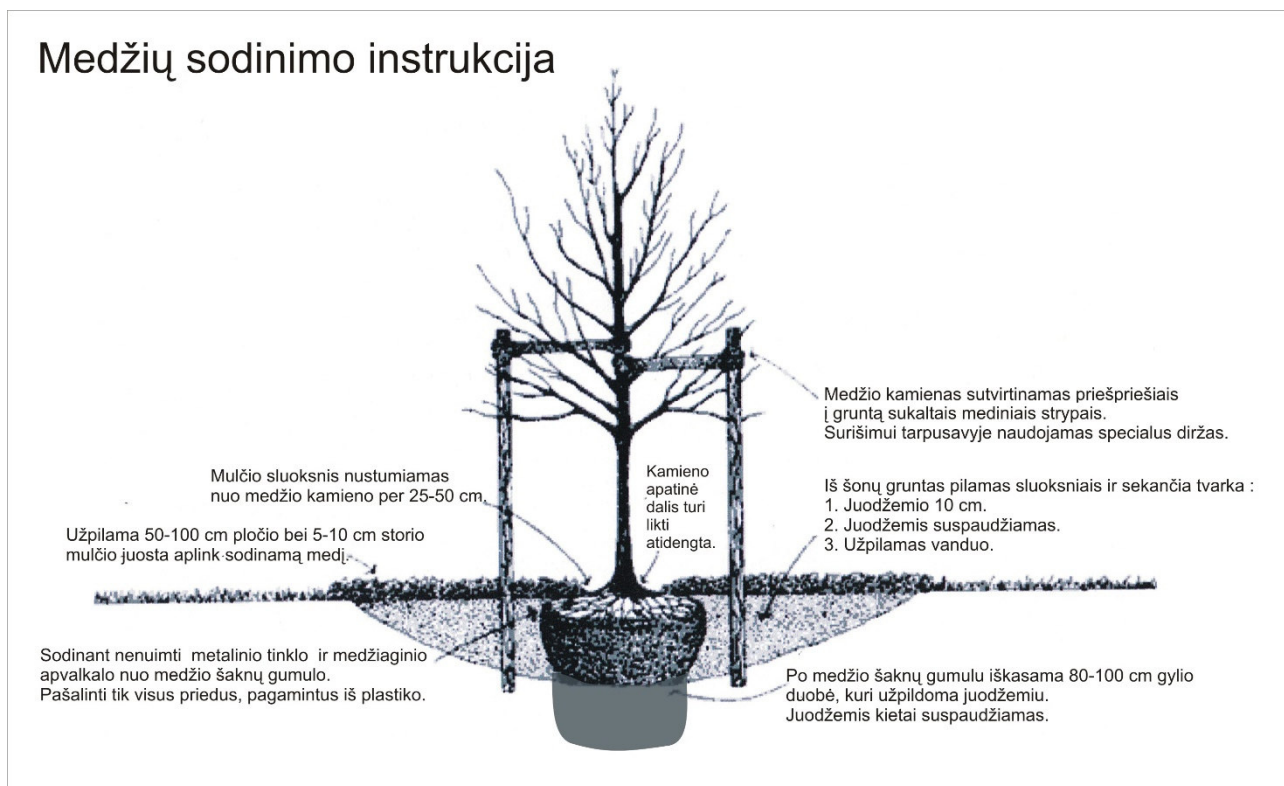 Medžių sodinimo instrukcija
Medžio kamienas sutvirtinamas priešpriešiais
į gruntą sukaltais mediniais strypais.
Surišimui tarpusavyje naudojamas specialus diržas.
Mulčio sluoksnis nustumiamas
nuo medžio kamieno per 25-50 cm.
Kamieno
apatinė
dalis turi
likti
atidengta.
Iš šonų gruntas pilamas sluoksniais ir sekančia tvarka :
1. Juodžemio 10 cm.
2. Juodžemis suspaudžiamas.
3. Užpilamas vanduo.
Užpilama 50-100 cm pločio bei 5-10 cm storio
mulčio juosta aplink sodinamą medį.
Sodinant nenuimti metalinio tinklo ir medžiaginio
apvalkalo nuo medžio šaknų gumulo.
Pašalinti tik visus priedus, pagamintus iš plastiko.
Po medžio šaknų gumulu iškasama 80-100 cm gylio
duobė, kuri užpildoma juodžemiu.
Juodžemis kietai suspaudžiamas.